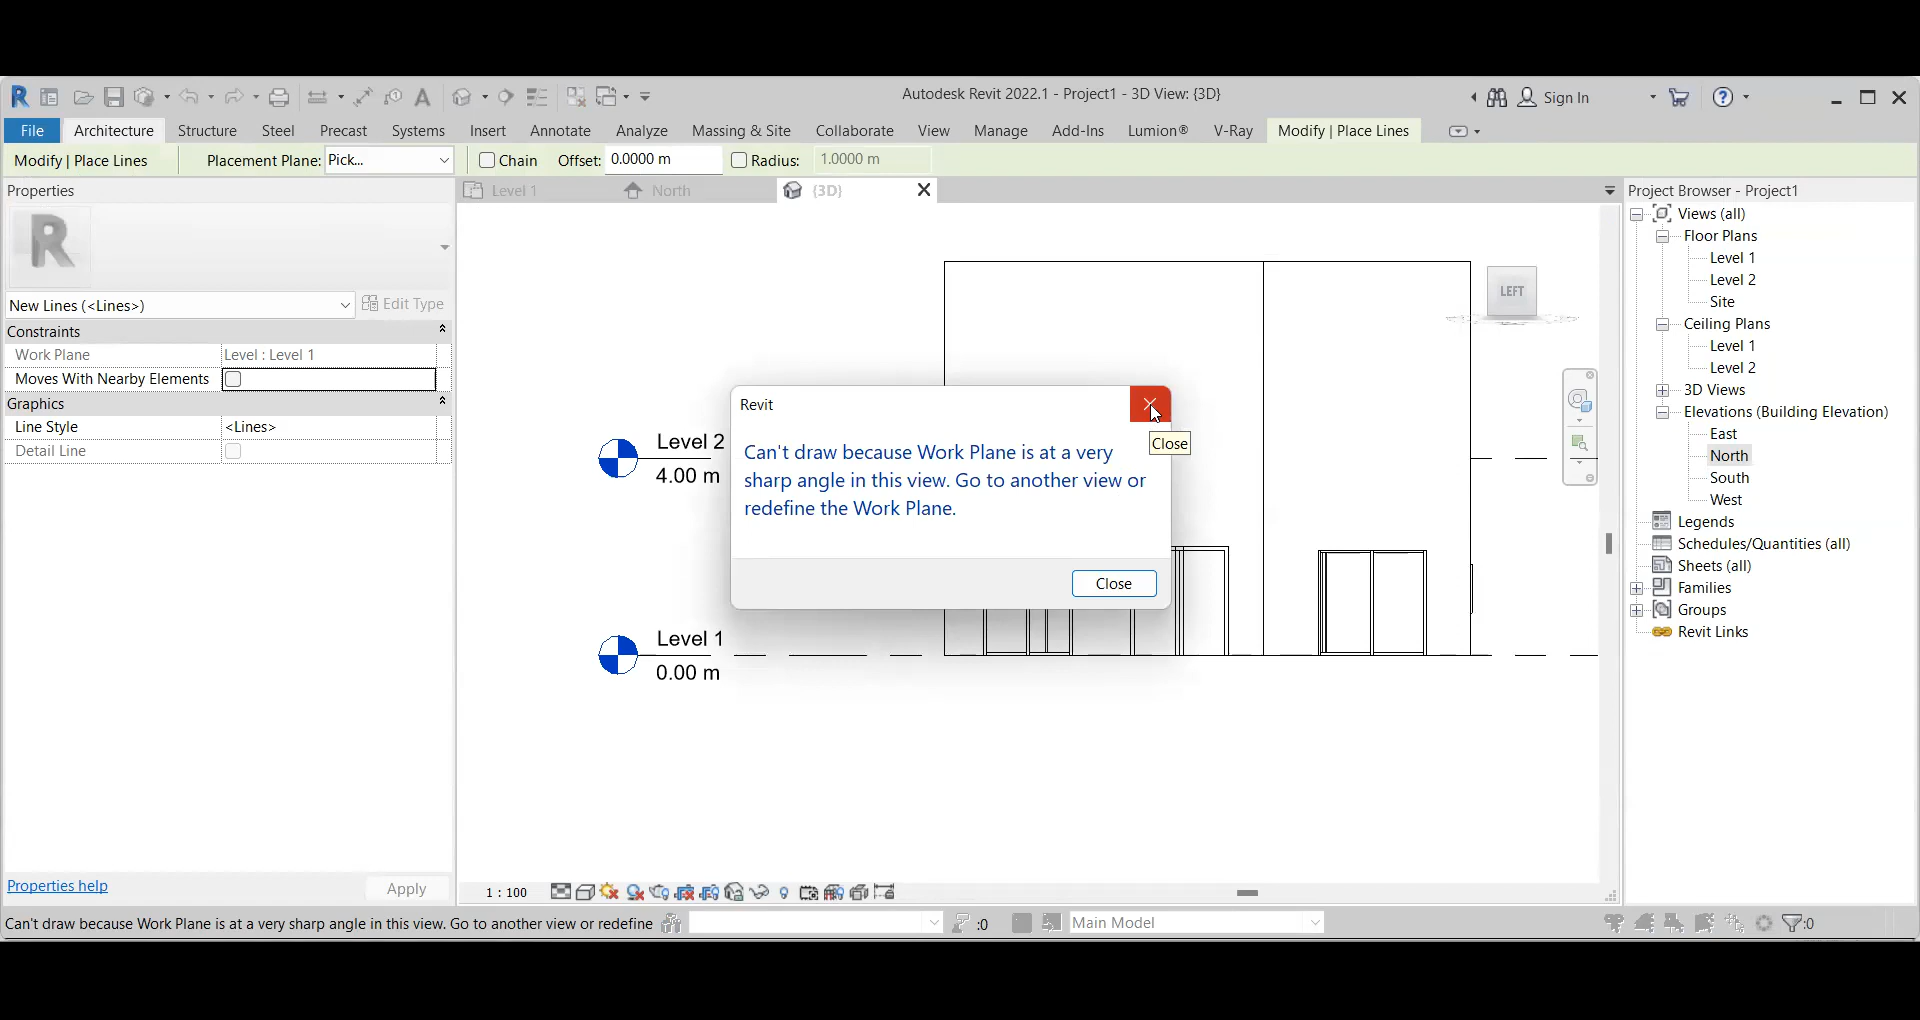 Autodesk Revit 2022.1 - Project1 - 3D View: {3D}
Sign In
File Architecture Structure Steel Precast Systems Insert Annotate Analyze Massing & Site Collaborate View Manage Add-Ins Lumion® V-Ray Modify | Place Lines
Modify | Place Lines Placement Plane: Pick... Chain Offset: 0.0000 m Radius: 1.0000 m
Properties
Level 1 North {3D}
Project Browser - Project1
R
New Lines (<Lines>) Edit Type
Constraints
Work Plane Level : Level 1
Moves With Nearby Elements
Graphics
Line Style <Lines>
Detail Line
Properties help
Apply
LEFT
Level 2
4.00 m
Level 1
0.00 m
Revit
Can't draw because Work Plane is at a very
sharp angle in this view. Go to another view or
redefine the Work Plane.
Close
Close
Views (all)
Floor Plans
Level 1
Level 2
Site
Ceiling Plans
Level 1
Level 2
3D Views
Elevations (Building Elevation)
East
North
South
West
Legends
Schedules/Quantities (all)
Sheets (all)
Families
Groups
Revit Links
1 : 100
Can't draw because Work Plane is at a very sharp angle in this view. Go to another view or redefine
:0
Main Model
:0